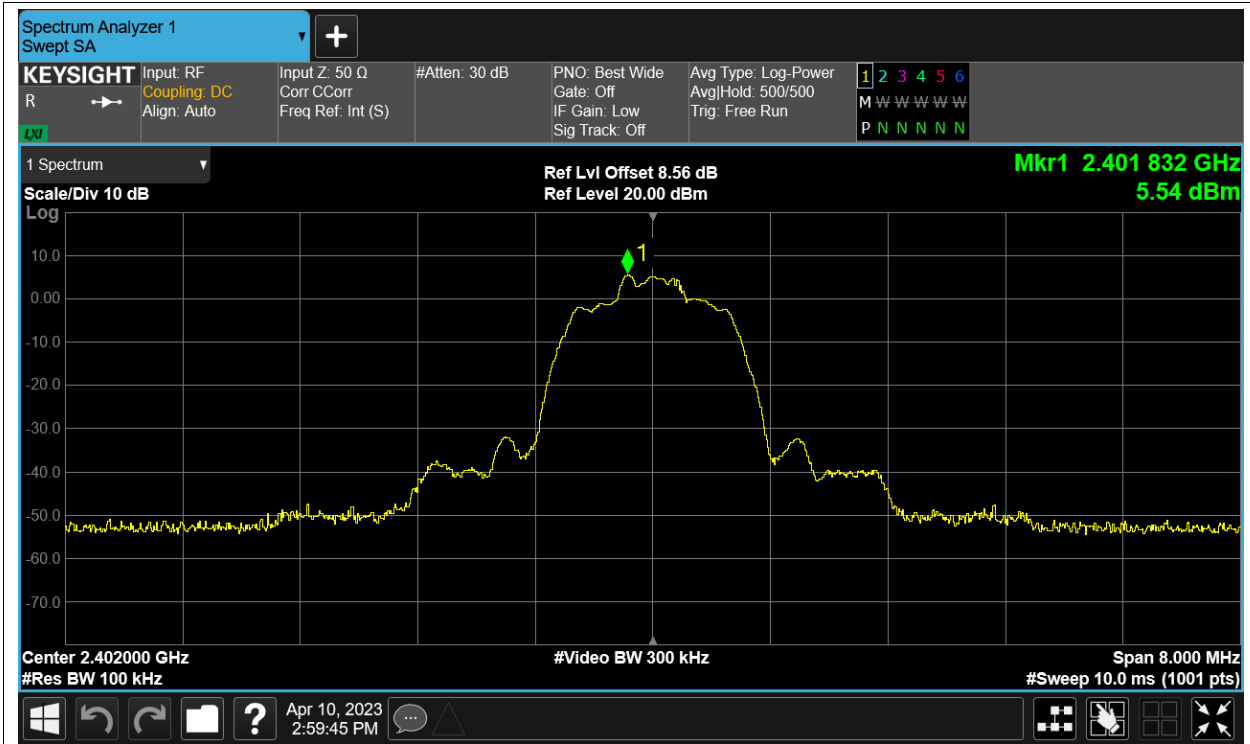 Spectrum Analyzer 1
Swept SA
KEYSIGHT
R
LXI
Input: RF
Coupling: DC
Align: Auto
Input Z: 50 Ω
Corr CCorr
Freq Ref: Int (S)
#Atten: 30 dB
PNO: Best Wide
Gate: Off
IF Gain: Low
Sig Track: Off
Avg Type: Log-Power
Avg|Hold: 500/500
Trig: Free Run
1 2 3 4 5 6
M W W W W W W
P N N N N N
1 Spectrum
Scale/Div 10 dB
Log
Ref Lvl Offset 8.56 dB
Ref Level 20.00 dBm
Mkr1 2.401 832 GHz
5.54 dBm
1
10.0
0.00
-10.0
-20.0
-30.0
-40.0
-50.0
-60.0
-70.0
Center 2.402000 GHz
#Res BW 100 kHz
#Video BW 300 kHz
Span 8.000 MHz
#Sweep 10.0 ms (1001 pts)
?
Apr 10, 2023
2:59:45 PM